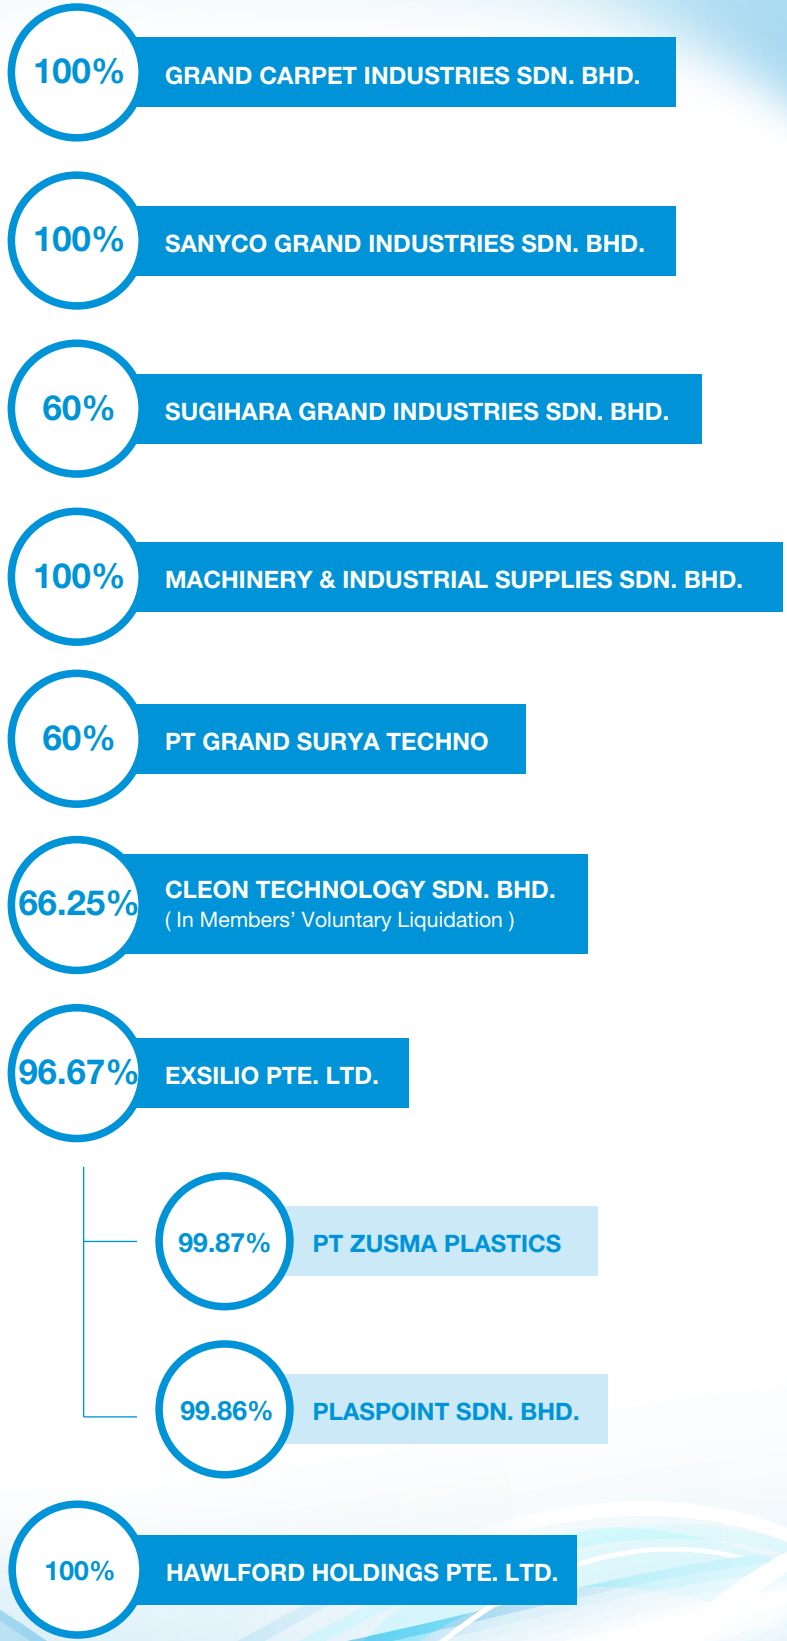 100%
GRAND CARPET INDUSTRIES SDN. BHD.
100%
SANYCO GRAND INDUSTRIES SDN. BHD.
60%
SUGIHARA GRAND INDUSTRIES SDN. BHD.
100%
MACHINERY & INDUSTRIAL SUPPLIES SDN. BHD.
60%
PT GRAND SURYA TECHNO
66.25%
CLEON TECHNOLOGY SDN. BHD.
( In Members’ Voluntary Liquidation )
96.67%
EXSILIO PTE. LTD.
99.87%
PT ZUSMA PLASTICS
99.86%
PLASPOINT SDN. BHD.
100%
HAWLFORD HOLDINGS PTE. LTD.